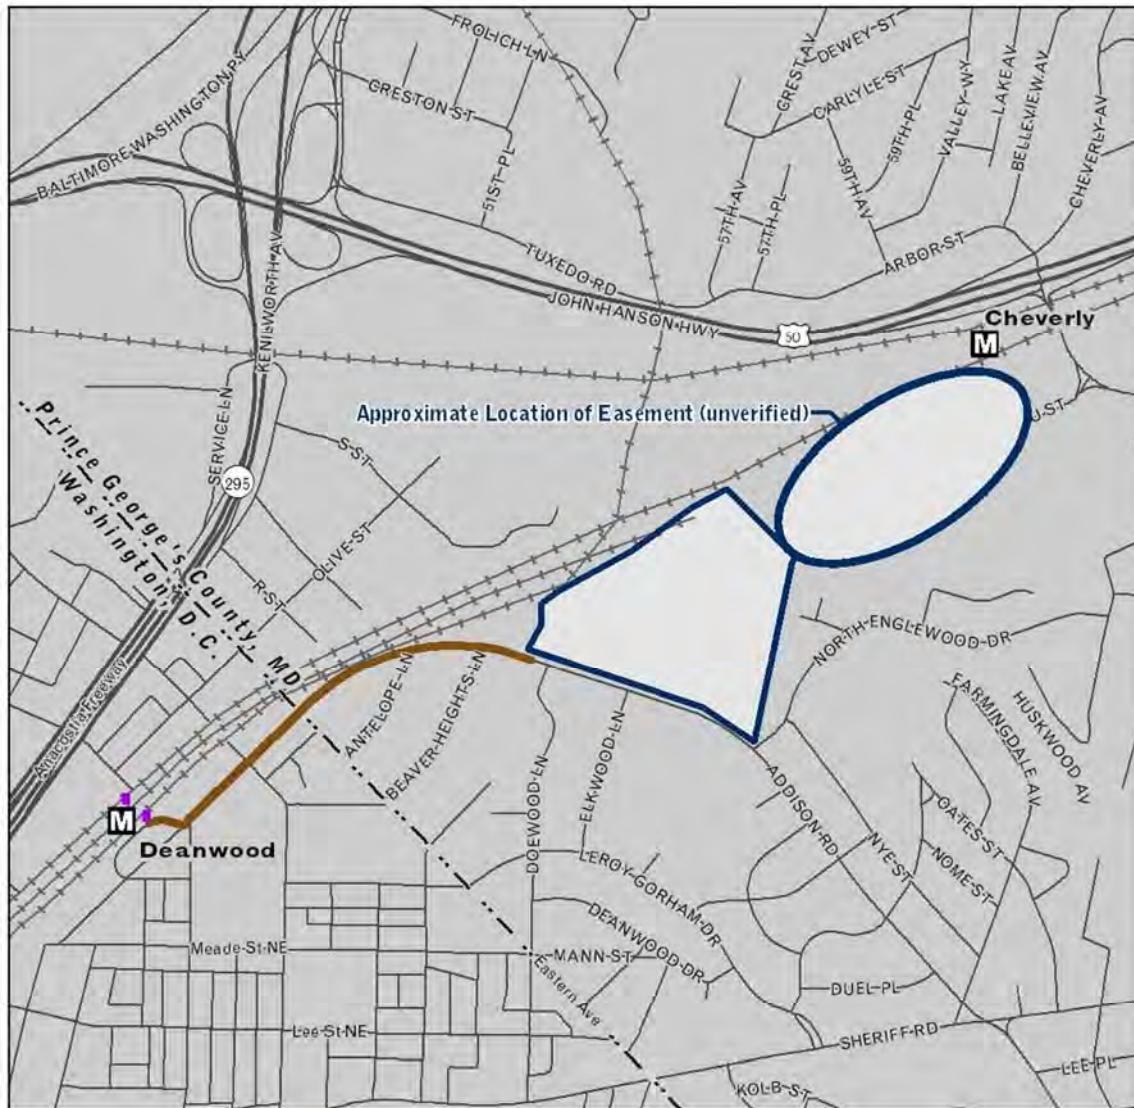 FROLICH LN
DEWEY ST
CREST AV
CARLYLE ST
LAKE AV
BELLEVIEW AV
VALLEY WY
59TH PL
CHEVERLY AV
BALTIMORE WASHINGTON PY
CRESTON ST
51ST PL
59TH AV
57TH AV
57TH PL
ARBOR ST
TUXEDO RD
JOHN HANSON HWY
KENILWORTH AV
50
Cheverly
M
Approximate Location of Easement (unverified)
U ST
SERVICE LN
S ST
295
Prince George's County, MD
Washington, D.C.
OLIVE ST
R ST
NORTH ENGLEWOOD DR
Anacostia Freeway
ANTELOPE LN
BEAVER HEIGHTS LN
FARMINGDALE AV
HUSKWOOD AV
DOEWOOD LN
ELKWOOD LN
ADDISON RD
M
Deanwood
NYE ST
OATES ST
NOME ST
LEROY GORHAM DR
DEANWOOD DR
Meade St NE
MANN ST
Eastern Ave
DUEL PL
Lee St NE
SHERIFF RD
LEE PL
KOLB ST